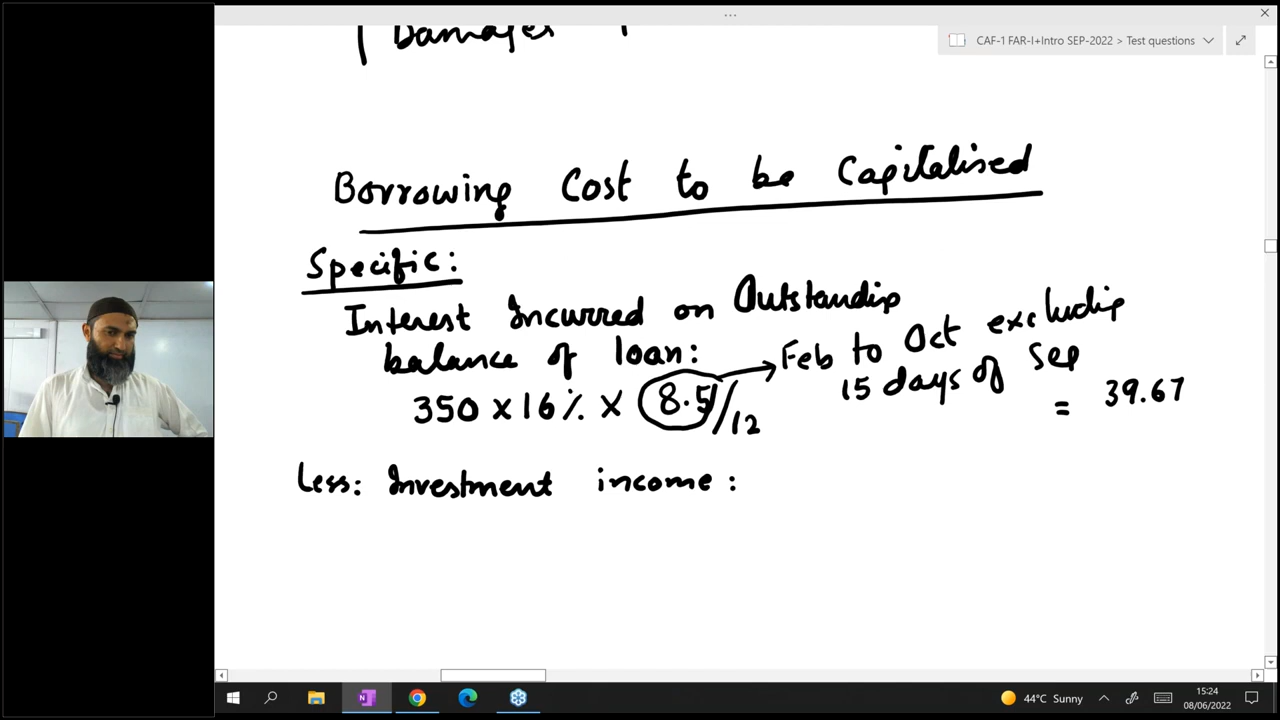 Damages
CAF-1 FAR-I+Intro SEP-2022 > Test questions
Borrowing Cost to be Capitalised
Specific:
Interest Incurred on Outstanding
balance of loan:
Feb to Oct excluding
15 days of Sep
350 × 16% × 8.5/12
= 39.67
Less: Investment income:
44°C Sunny
15:24
08/06/2022